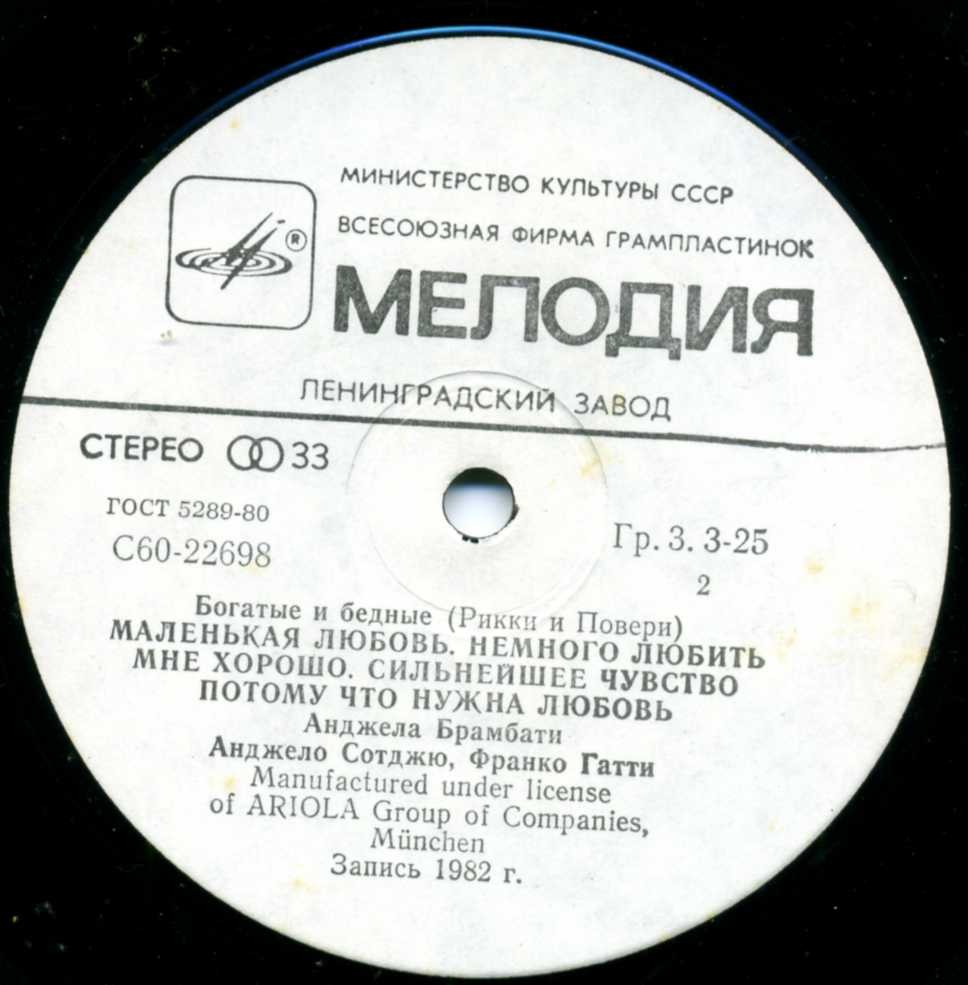 МИНИСТЕРСТВО КУЛЬТУРЫ СССР
ВСЕСОЮЗНАЯ ФИРМА ГРАМПЛАСТИНОК
®
МЕЛОДИЯ
ЛЕНИНГРАДСКИЙ ЗАВОД
СТЕРЕО 33
ГОСТ 5289-80
С60-22698
Гр. 3. 3-25
2
Богатые и бедные (Рикки и Повери)
МАЛЕНЬКАЯ ЛЮБОВЬ. НЕМНОГО ЛЮБИТЬ
МНЕ ХОРОШО. СИЛЬНЕЙШЕЕ ЧУВСТВО
ПОТОМУ ЧТО НУЖНА ЛЮБОВЬ
Анджела Брамбати
Анджело Сотджю, Франко Гатти
Manufactured under license
of ARIOLA Group of Companies,
München
Запись 1982 г.